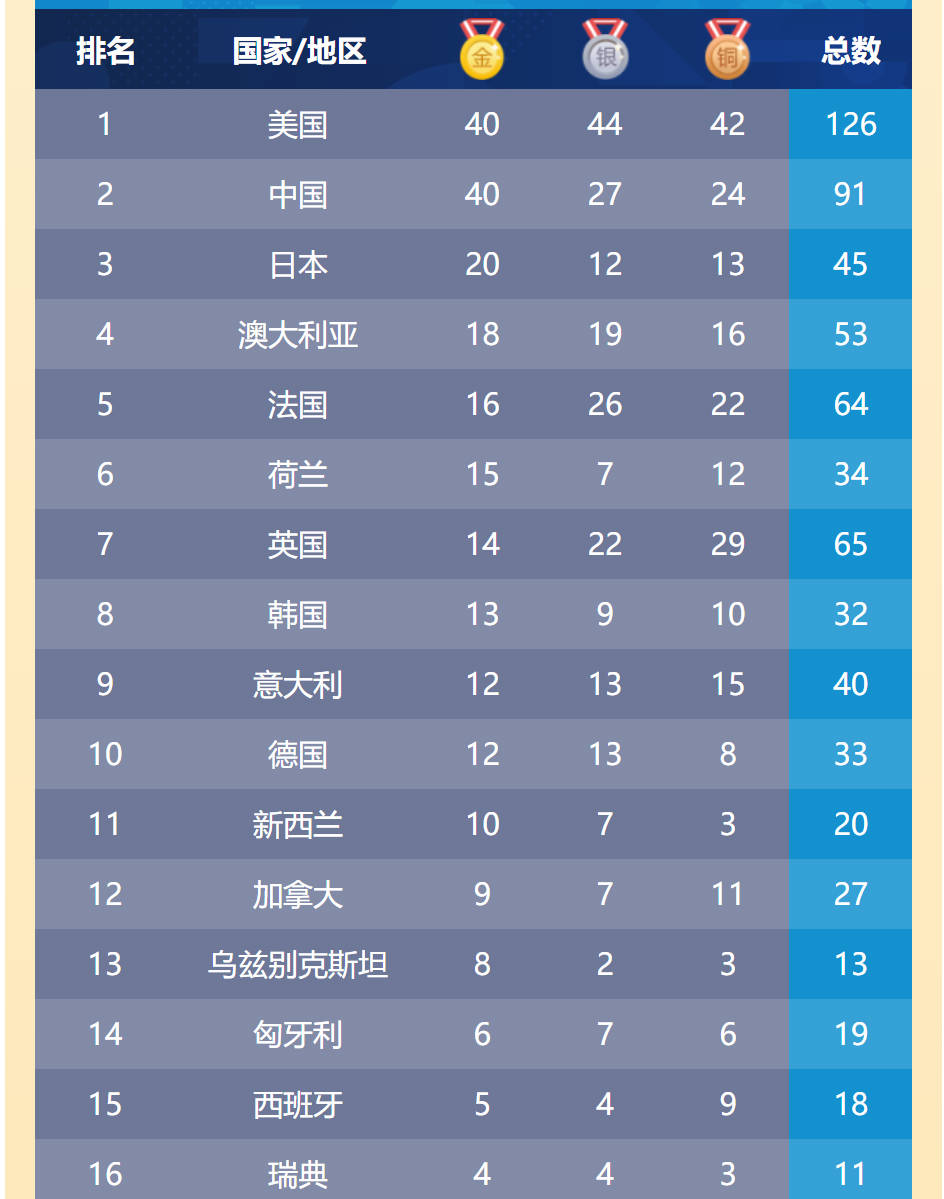 排名 国家/地区 金 银 铜 总数
1 美国 40 44 42 126
2 中国 40 27 24 91
3 日本 20 12 13 45
4 澳大利亚 18 19 16 53
5 法国 16 26 22 64
6 荷兰 15 7 12 34
7 英国 14 22 29 65
8 韩国 13 9 10 32
9 意大利 12 13 15 40
10 德国 12 13 8 33
11 新西兰 10 7 3 20
12 加拿大 9 7 11 27
13 乌兹别克斯坦 8 2 3 13
14 匈牙利 6 7 6 19
15 西班牙 5 4 9 18
16 瑞典 4 4 3 11